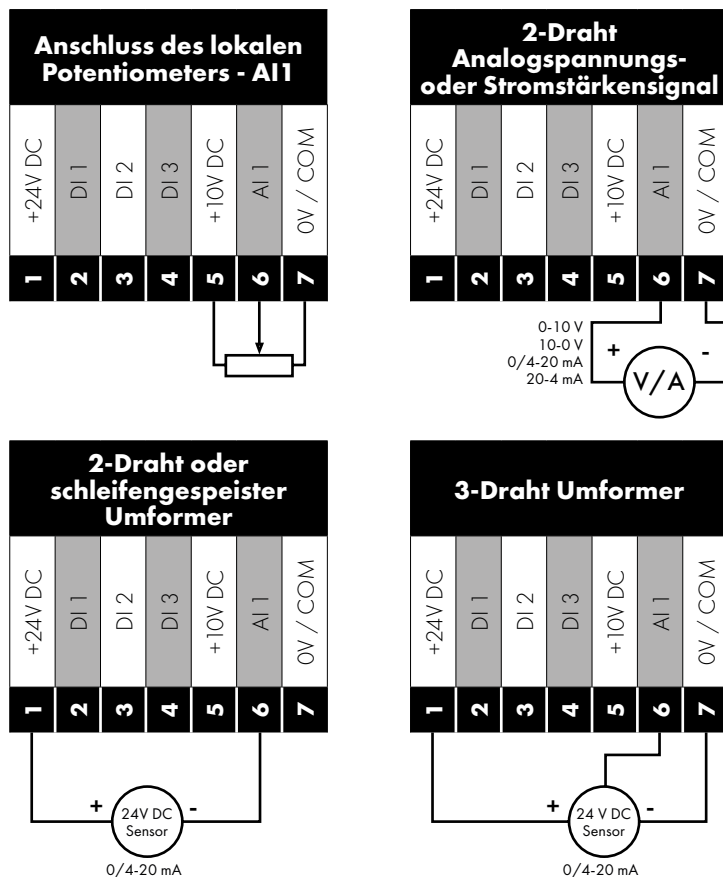 Anschluss des lokalen
Potentiometers - AI1
+24V DC
DI 1
DI 2
DI 3
+10V DC
AI 1
0V / COM
1 2 3 4 5 6 7
2-Draht
Analogspannungs-
oder Stromstärkensignal
+24V DC
DI 1
DI 2
DI 3
+10V DC
AI 1
0V / COM
1 2 3 4 5 6 7
0-10 V
10-0 V
0/4-20 mA
20-4 mA
+ V/A -
2-Draht oder
schleifengespeister
Umformer
+24V DC
DI 1
DI 2
DI 3
+10V DC
AI 1
0V / COM
1 2 3 4 5 6 7
+ -
24V DC
Sensor
0/4-20 mA
3-Draht Umformer
+24V DC
DI 1
DI 2
DI 3
+10V DC
AI 1
0V / COM
1 2 3 4 5 6 7
+ -
24 V DC
Sensor
0/4-20 mA